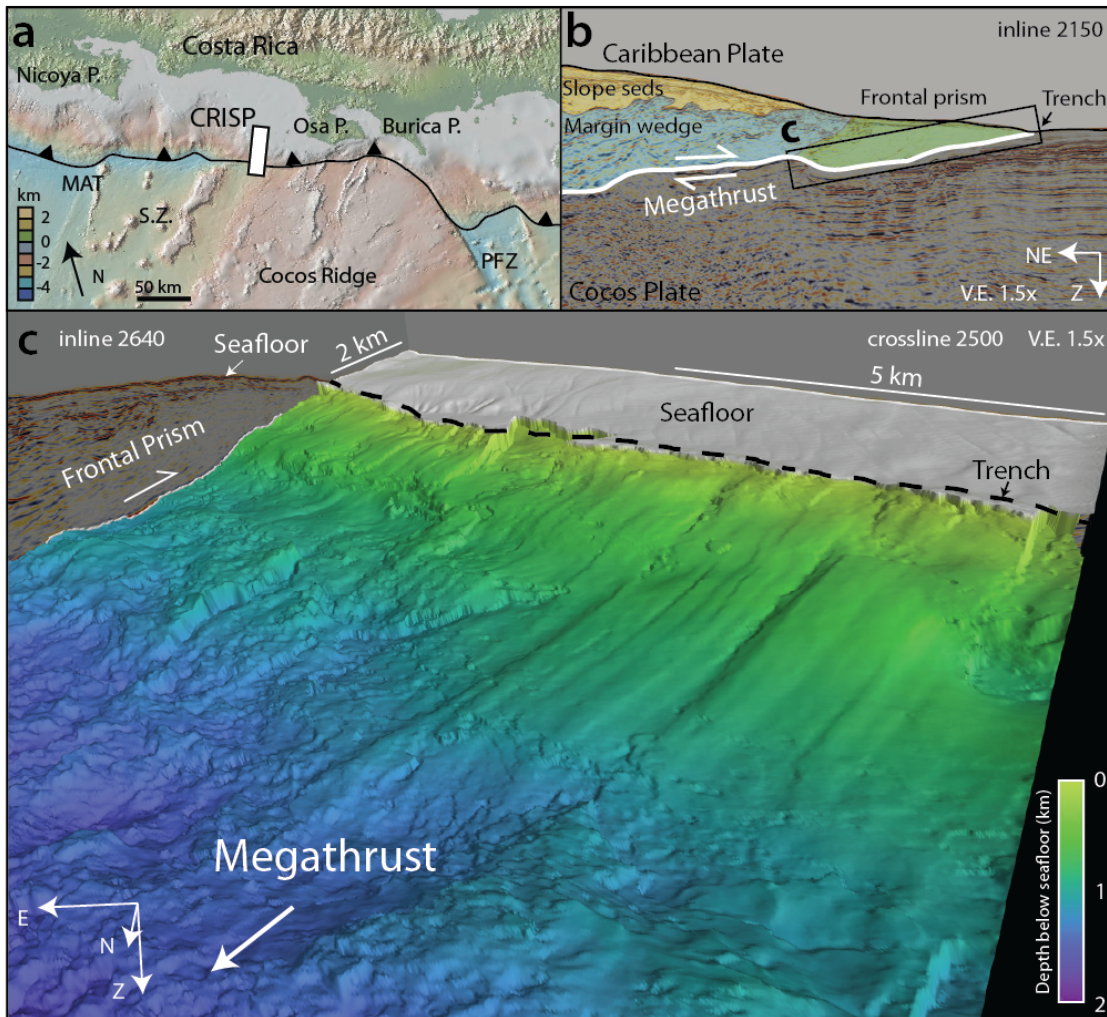 a
Costa Rica
Nicoya P.
CRISP
Osa P.
Burica P.
MAT
km
2
0
-2
-4
S.Z.
N
50 km
Cocos Ridge
PFZ
b
inline 2150
Caribbean Plate
Slope seds
Frontal prism
Trench
Margin wedge
c
Megathrust
NE
Cocos Plate
V.E. 1.5x
Z
c
inline 2640
Seafloor
2 km
crossline 2500
V.E. 1.5x
5 km
Seafloor
Frontal Prism
Trench
Megathrust
E
N
Z
Depth below seafloor (km)
0
1
2